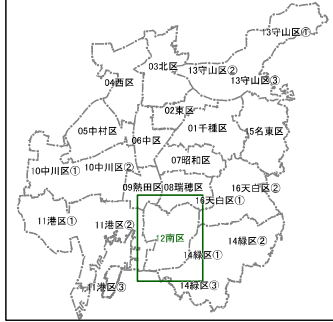 13守山区①
03北区
13守山区②
04西区
13守山区③
02東区
05中村区
01千種区
15名東区
06中区
07昭和区
10中川区①
10中川区②
09熱田区
08瑞穂区
16天白区②
16天白区①
11港区①
11港区②
12南区
14緑区②
14緑区①
11港区③
14緑区③